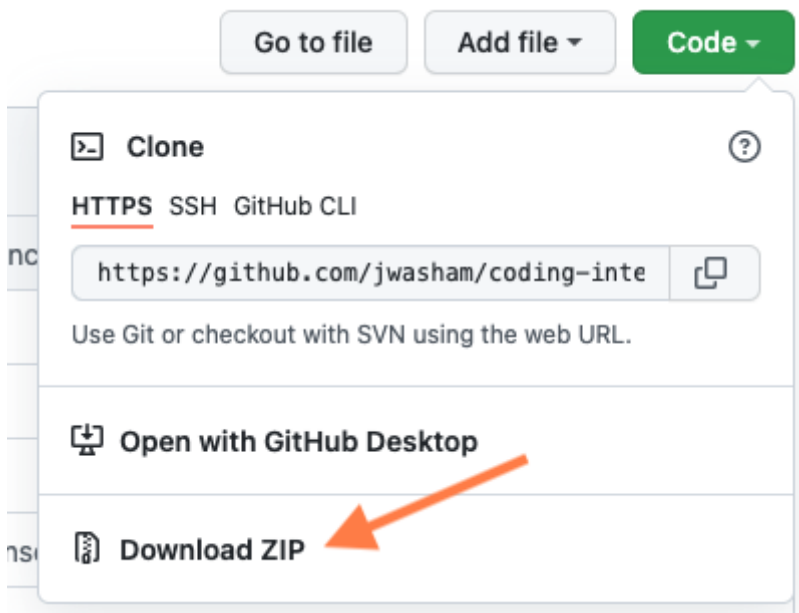 Go to file Add file Code
Clone
HTTPS SSH GitHub CLI
nc
https://github.com/jwasham/coding-inte
Use Git or checkout with SVN using the web URL.
Open with GitHub Desktop
Download ZIP